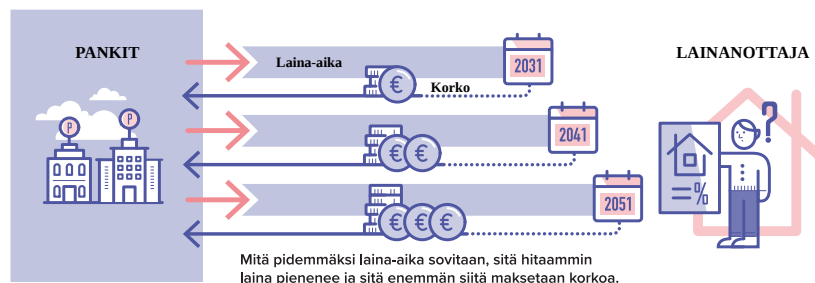 PANKIT
LAINANOTTAJA
Laina-aika
2031
€
Korko
P
P
2041
€ €
?
= %
2051
€ € €
Mitä pidemmäksi laina-aika sovitaan, sitä hitaammin
laina pienenee ja sitä enemmän siitä maksetaan korkoa.